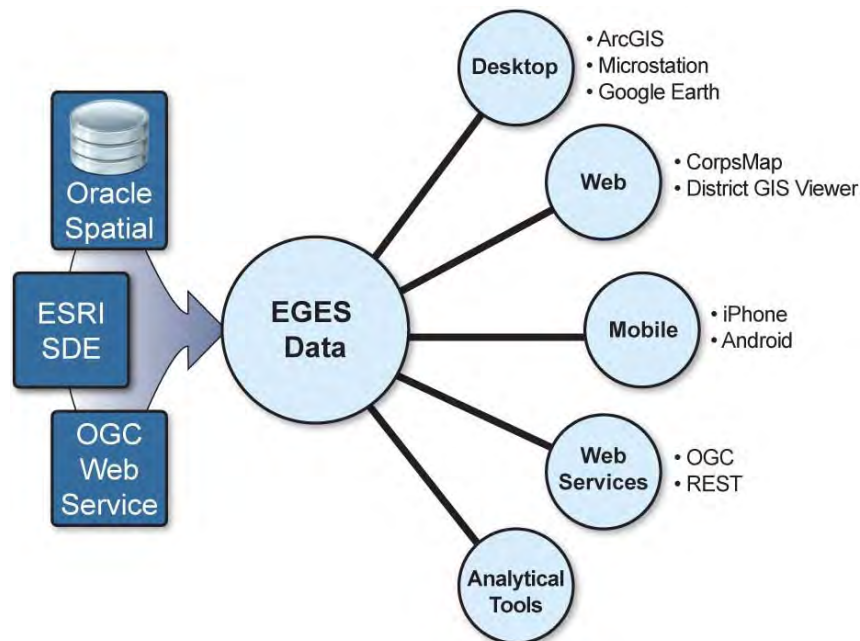 Oracle
Spatial
ESRI
SDE
OGC
Web
Service
EGES
Data
Desktop
• ArcGIS
• Microstation
• Google Earth
Web
• CorpsMap
• District GIS Viewer
Mobile
• iPhone
• Android
Web
Services
• OGC
• REST
Analytical
Tools